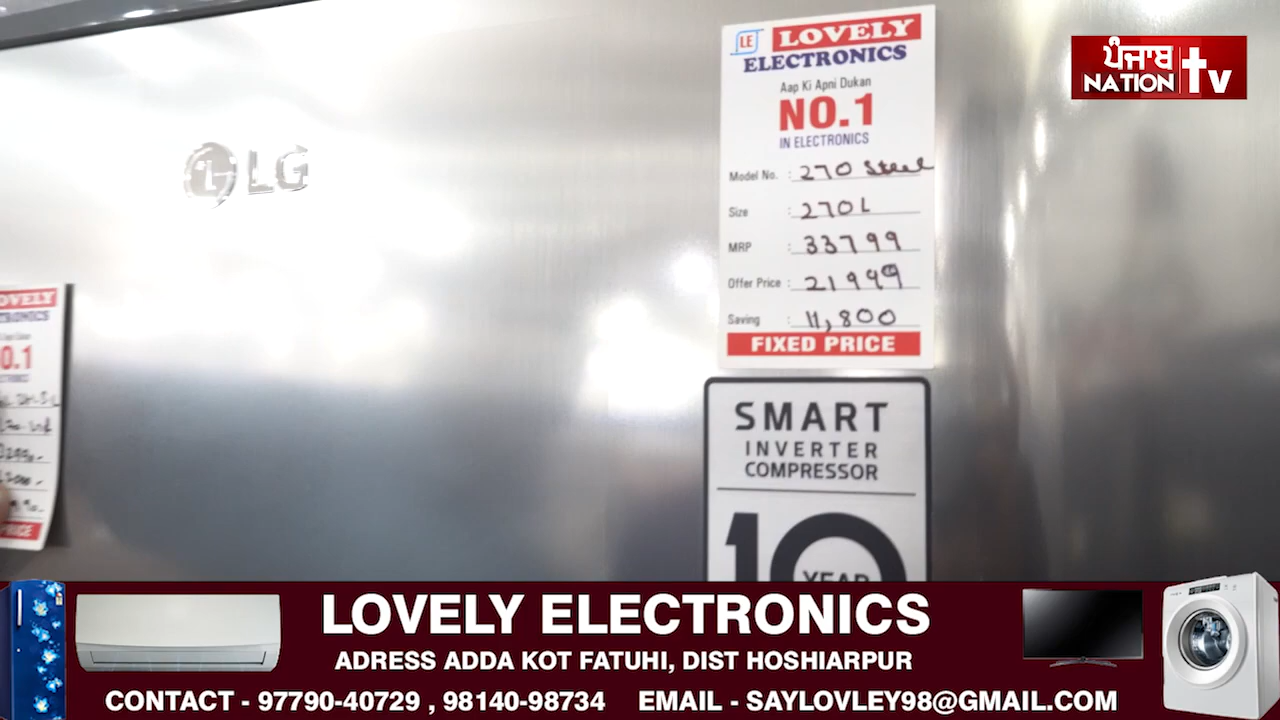 LG
LE LOVELY
ELECTRONICS
Aap Ki Apni Dukan
NO.1
IN ELECTRONICS
Model No. : 270 Steel
Size : 270L
MRP : 33799
Offer Price : 21999
Saving : 11,800
FIXED PRICE
SMART
INVERTER
COMPRESSOR
10
YEAR
ਪੰਜਾਬ
NATION tv
LOVELY ELECTRONICS
ADRESS ADDA KOT FATUHI, DIST HOSHIARPUR
CONTACT - 97790-40729 , 98140-98734 EMAIL - SAYLOVLEY98@GMAIL.COM